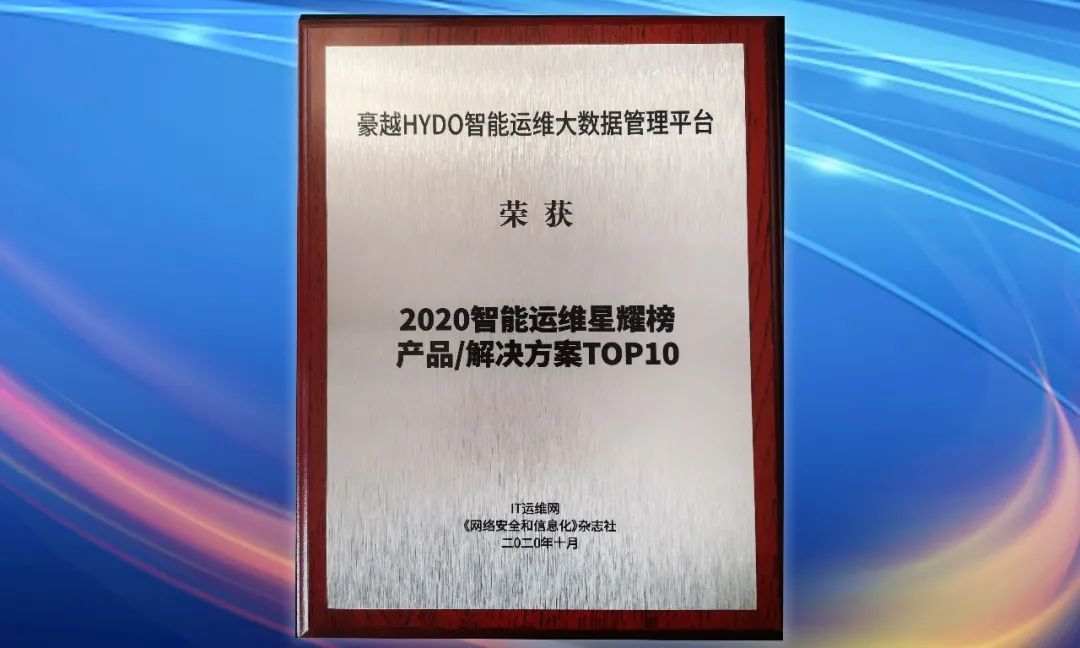 豪越HYDO智能运维大数据管理平台
荣 获
2020智能运维星耀榜
产品/解决方案TOP10
IT运维网
《网络安全和信息化》杂志社
二〇二〇年十月